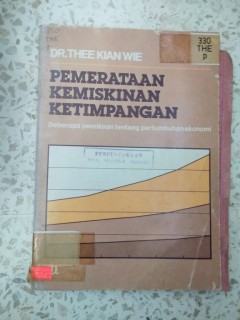 330
THE
P
DR. THEE KIAN WIE
PEMERATAAN
KEMISKINAN
KETIMPANGAN
Beberapa pemikiran tentang pertumbuhan ekonomi